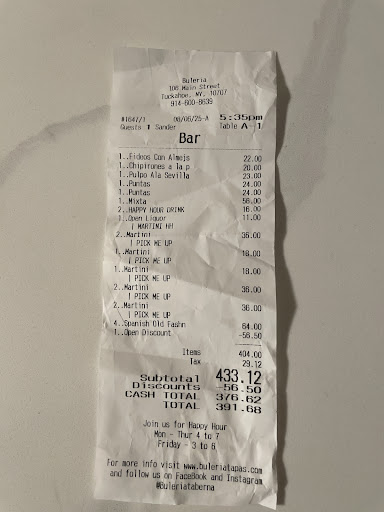 Buleria
106 Main Street
Tuckahoe, NY, 10707
914-600-8639
#1847/1 08/06/25-A 5:35pm
Guests 1 Sander Table A-1
Bar
1..Fideos Con Almejs 22.00
1..Chipirones a la p 20.00
1..Pulpo Ala Sevilla 23.00
1..Puntas 24.00
1..Puntas 24.00
1..Mixta 56.00
2..HAPPY HOUR DRINK 16.00
1..Open Liquor 11.00
| MARTINI HH
2..Martini 36.00
| PICK ME UP
1..Martini 18.00
| PICK ME UP
1..Martini 18.00
| PICK ME UP
2..Martini 36.00
| PICK ME UP
2..Martini 36.00
| PICK ME UP
4..Spanish Old Fashn 64.00
1..Open Discount -56.50
Items 404.00
Tax 29.12
Subtotal 433.12
Discounts -56.50
CASH TOTAL 376.62
TOTAL 391.68
Join us for Happy Hour
Mon - Thur 4 to 7
Friday - 3 to 6
For more info visit www.buleriatapas.com
and follow us on FaceBook and Instagram
@Buleriataberna